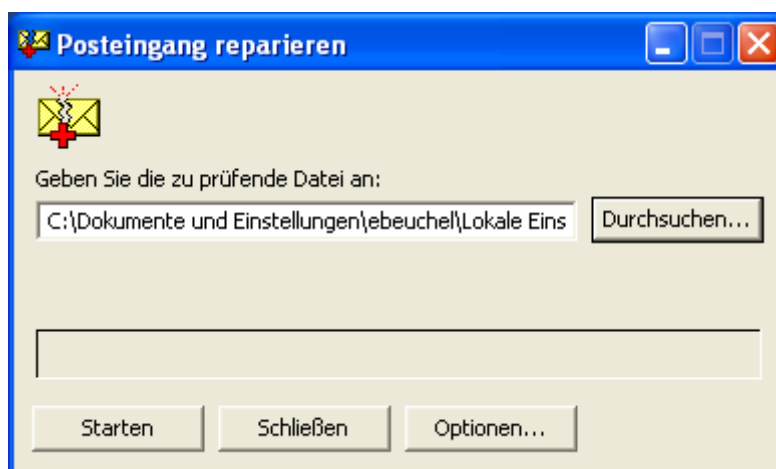 Posteingang reparieren
Geben Sie die zu prüfende Datei an:
C:\Dokumente und Einstellungen\ebeuchel\Lokale Eins
Durchsuchen...
Starten
Schließen
Optionen...